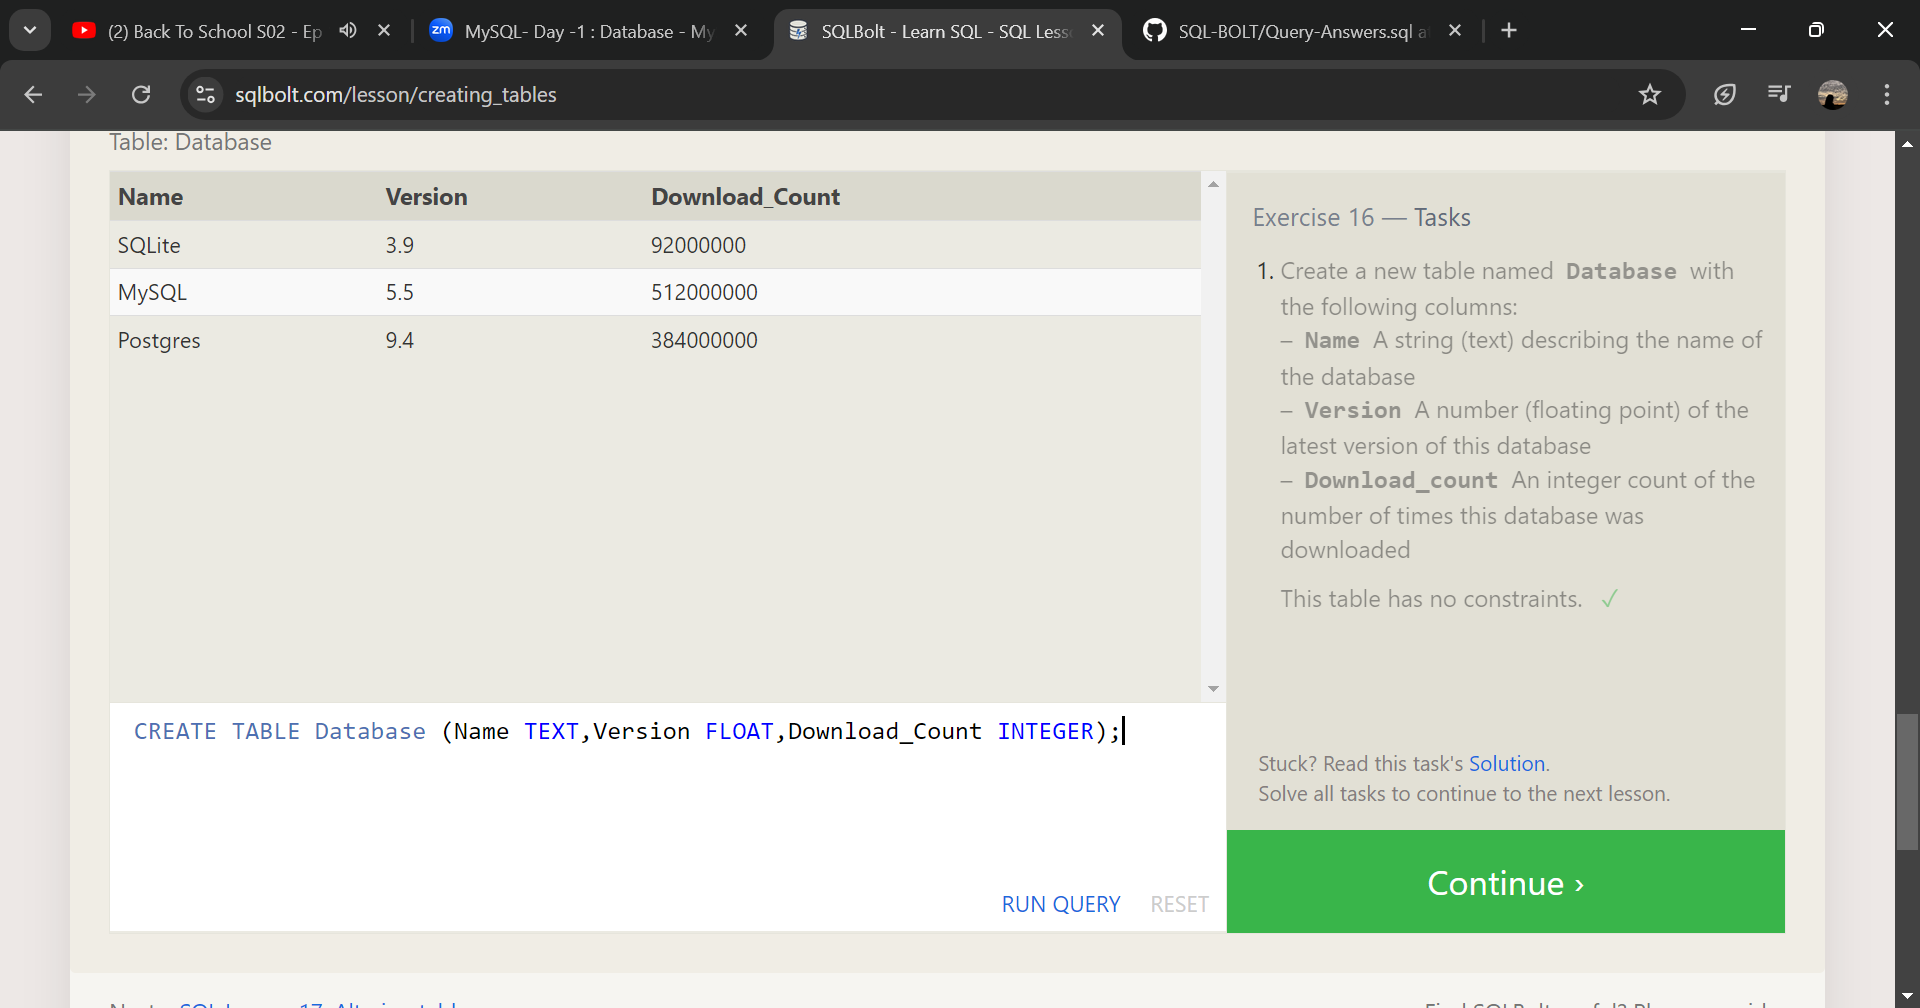 (2) Back To School S02 - Ep
zm MySQL- Day -1 : Database - My
SQLBolt - Learn SQL - SQL Less
SQL-BOLT/Query-Answers.sql a
sqlbolt.com/lesson/creating_tables
Table: Database
Name Version Download_Count
SQLite 3.9 92000000
MySQL 5.5 512000000
Postgres 9.4 384000000
Exercise 16 — Tasks
1. Create a new table named Database with
the following columns:
– Name A string (text) describing the name of
the database
– Version A number (floating point) of the
latest version of this database
– Download_count An integer count of the
number of times this database was
downloaded
This table has no constraints. ✓
CREATE TABLE Database (Name TEXT,Version FLOAT,Download_Count INTEGER);
RUN QUERY RESET
Stuck? Read this task's Solution.
Solve all tasks to continue to the next lesson.
Continue ›